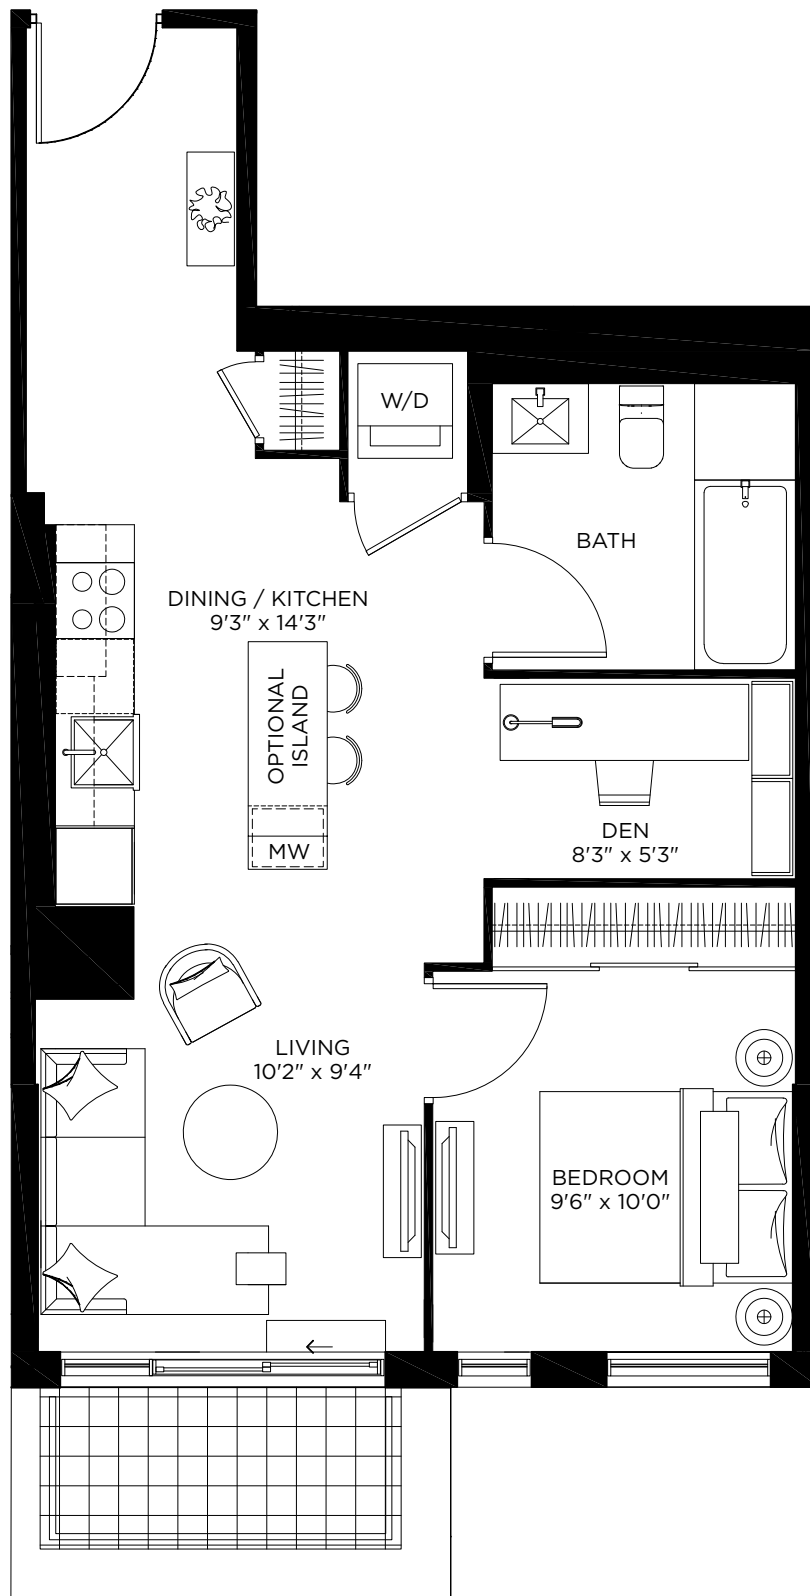 W/D
BATH
DINING / KITCHEN
9'3" x 14'3"
OPTIONAL
ISLAND
MW
DEN
8'3" x 5'3"
LIVING
10'2" x 9'4"
BEDROOM
9'6" x 10'0"